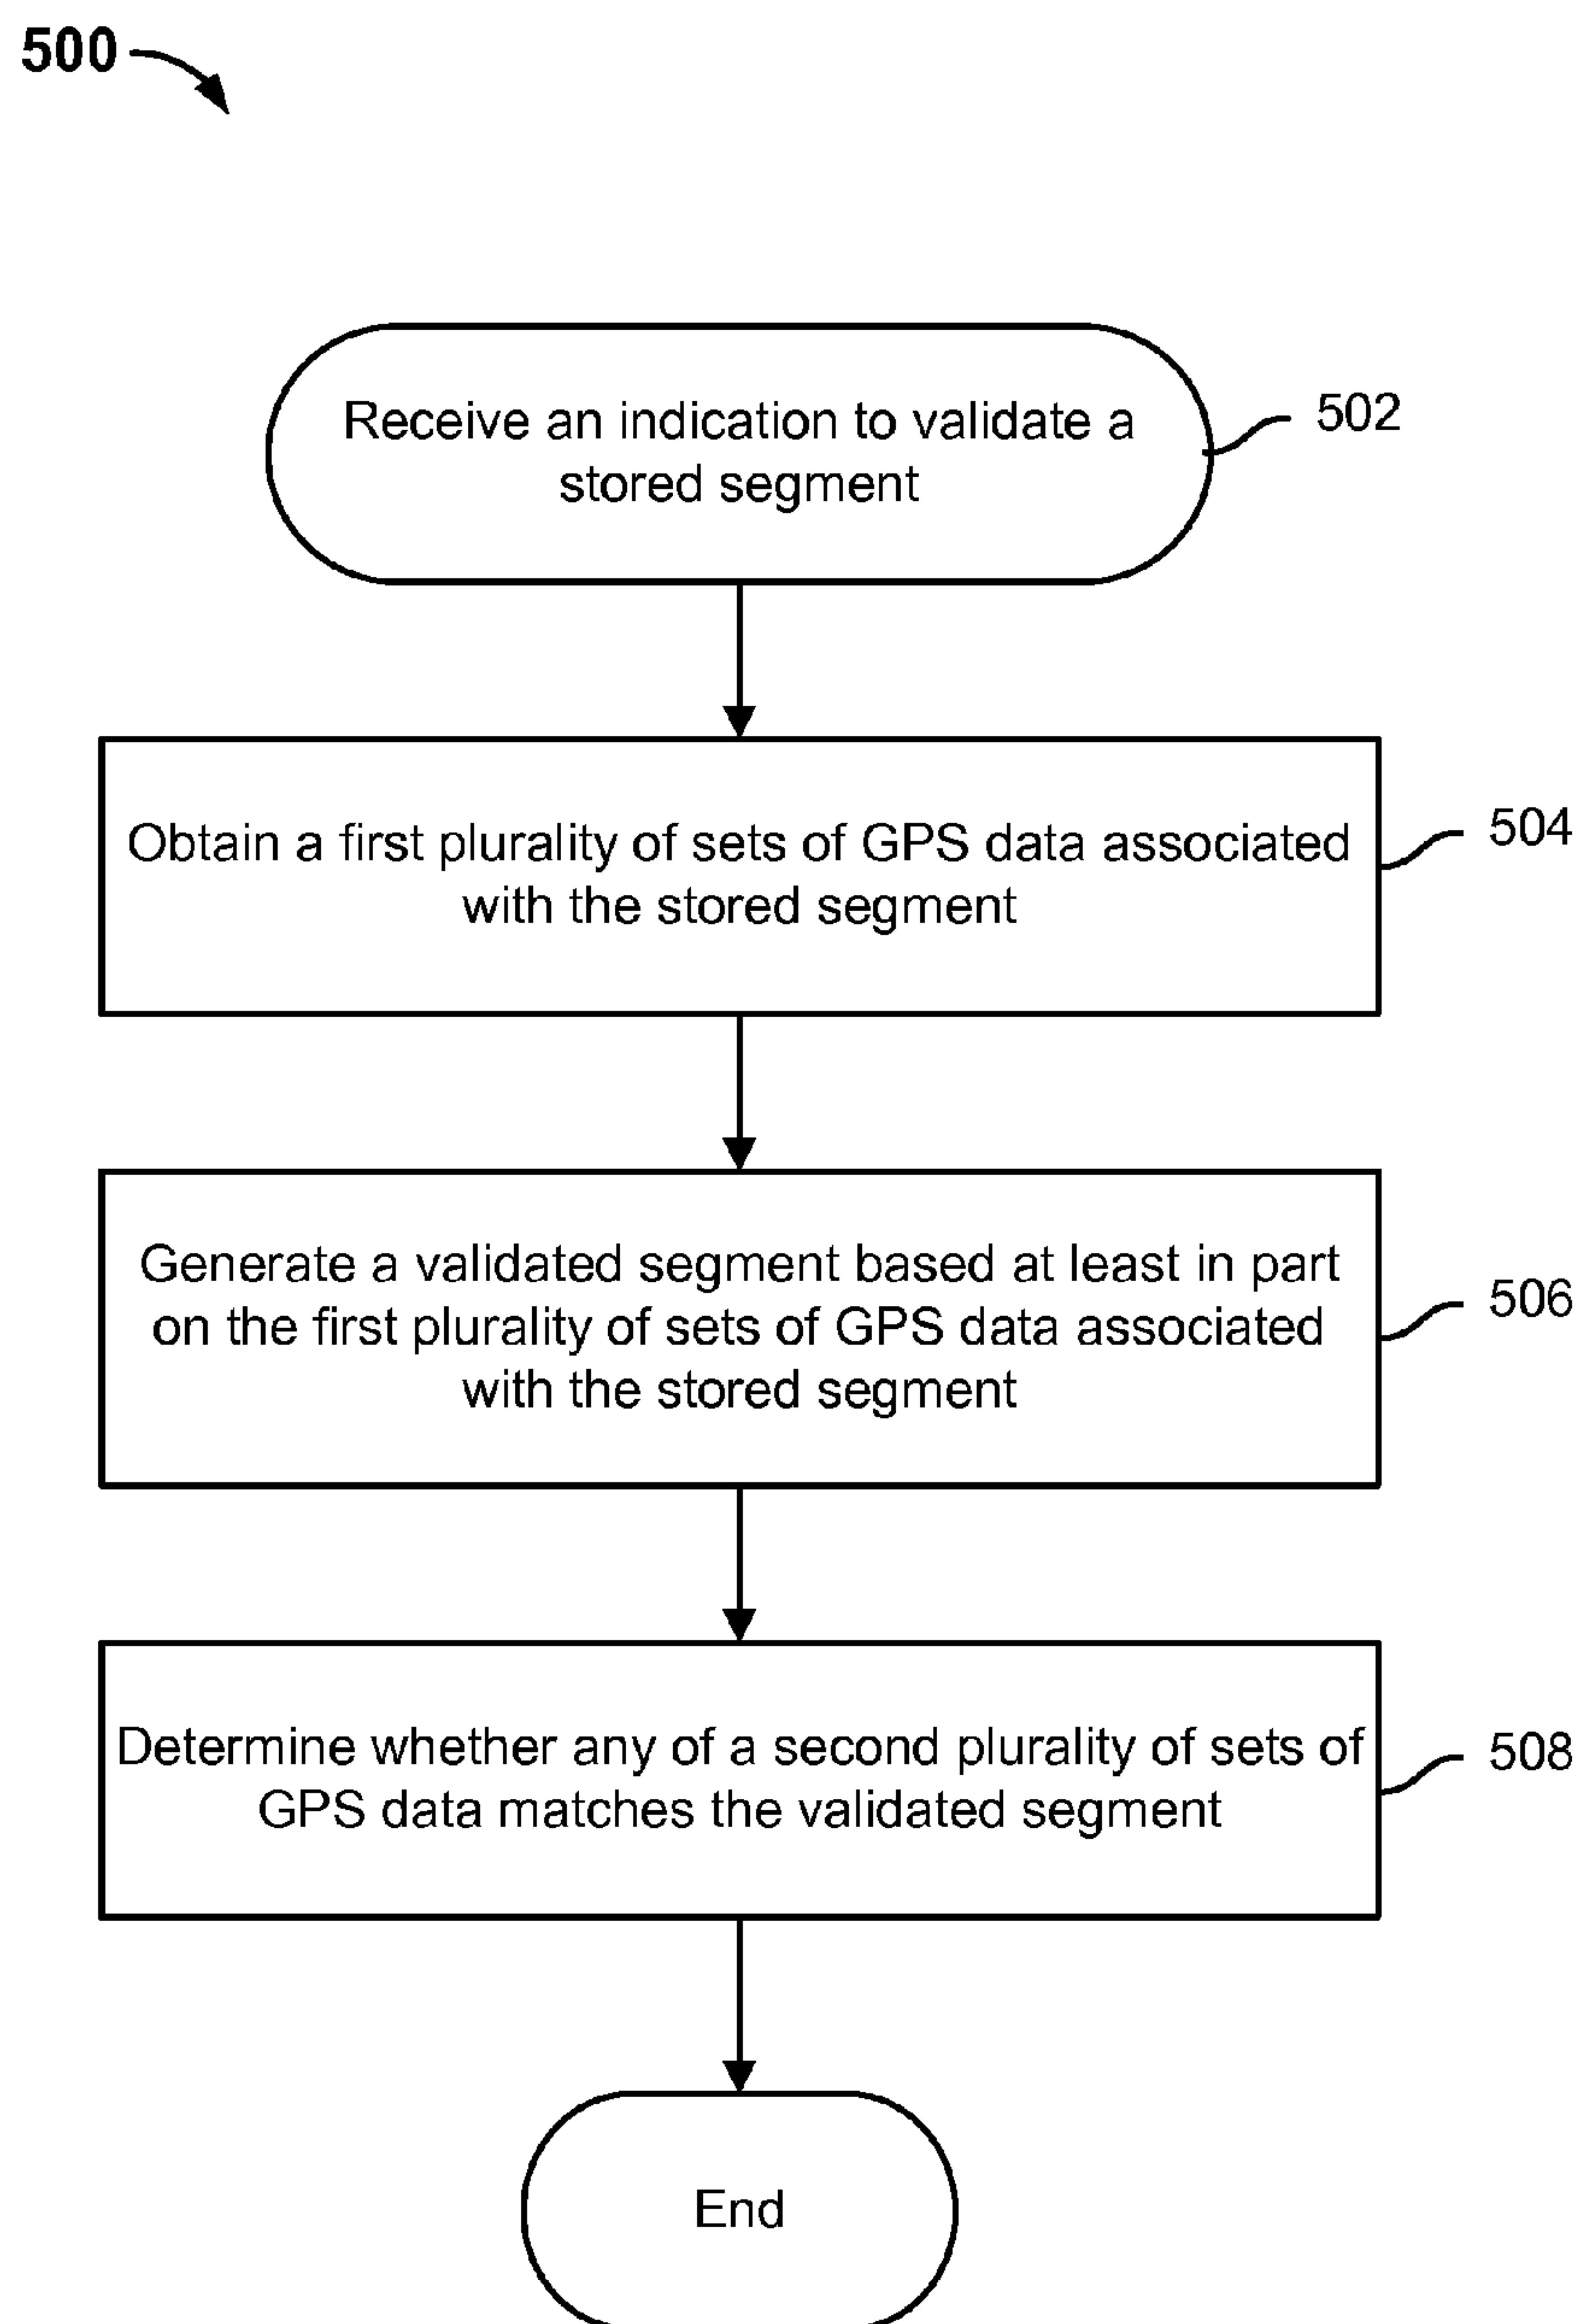 500
Receive an indication to validate a
stored segment
502
Obtain a first plurality of sets of GPS data associated
with the stored segment
504
Generate a validated segment based at least in part
on the first plurality of sets of GPS data associated
with the stored segment
506
Determine whether any of a second plurality of sets of
GPS data matches the validated segment
508
End